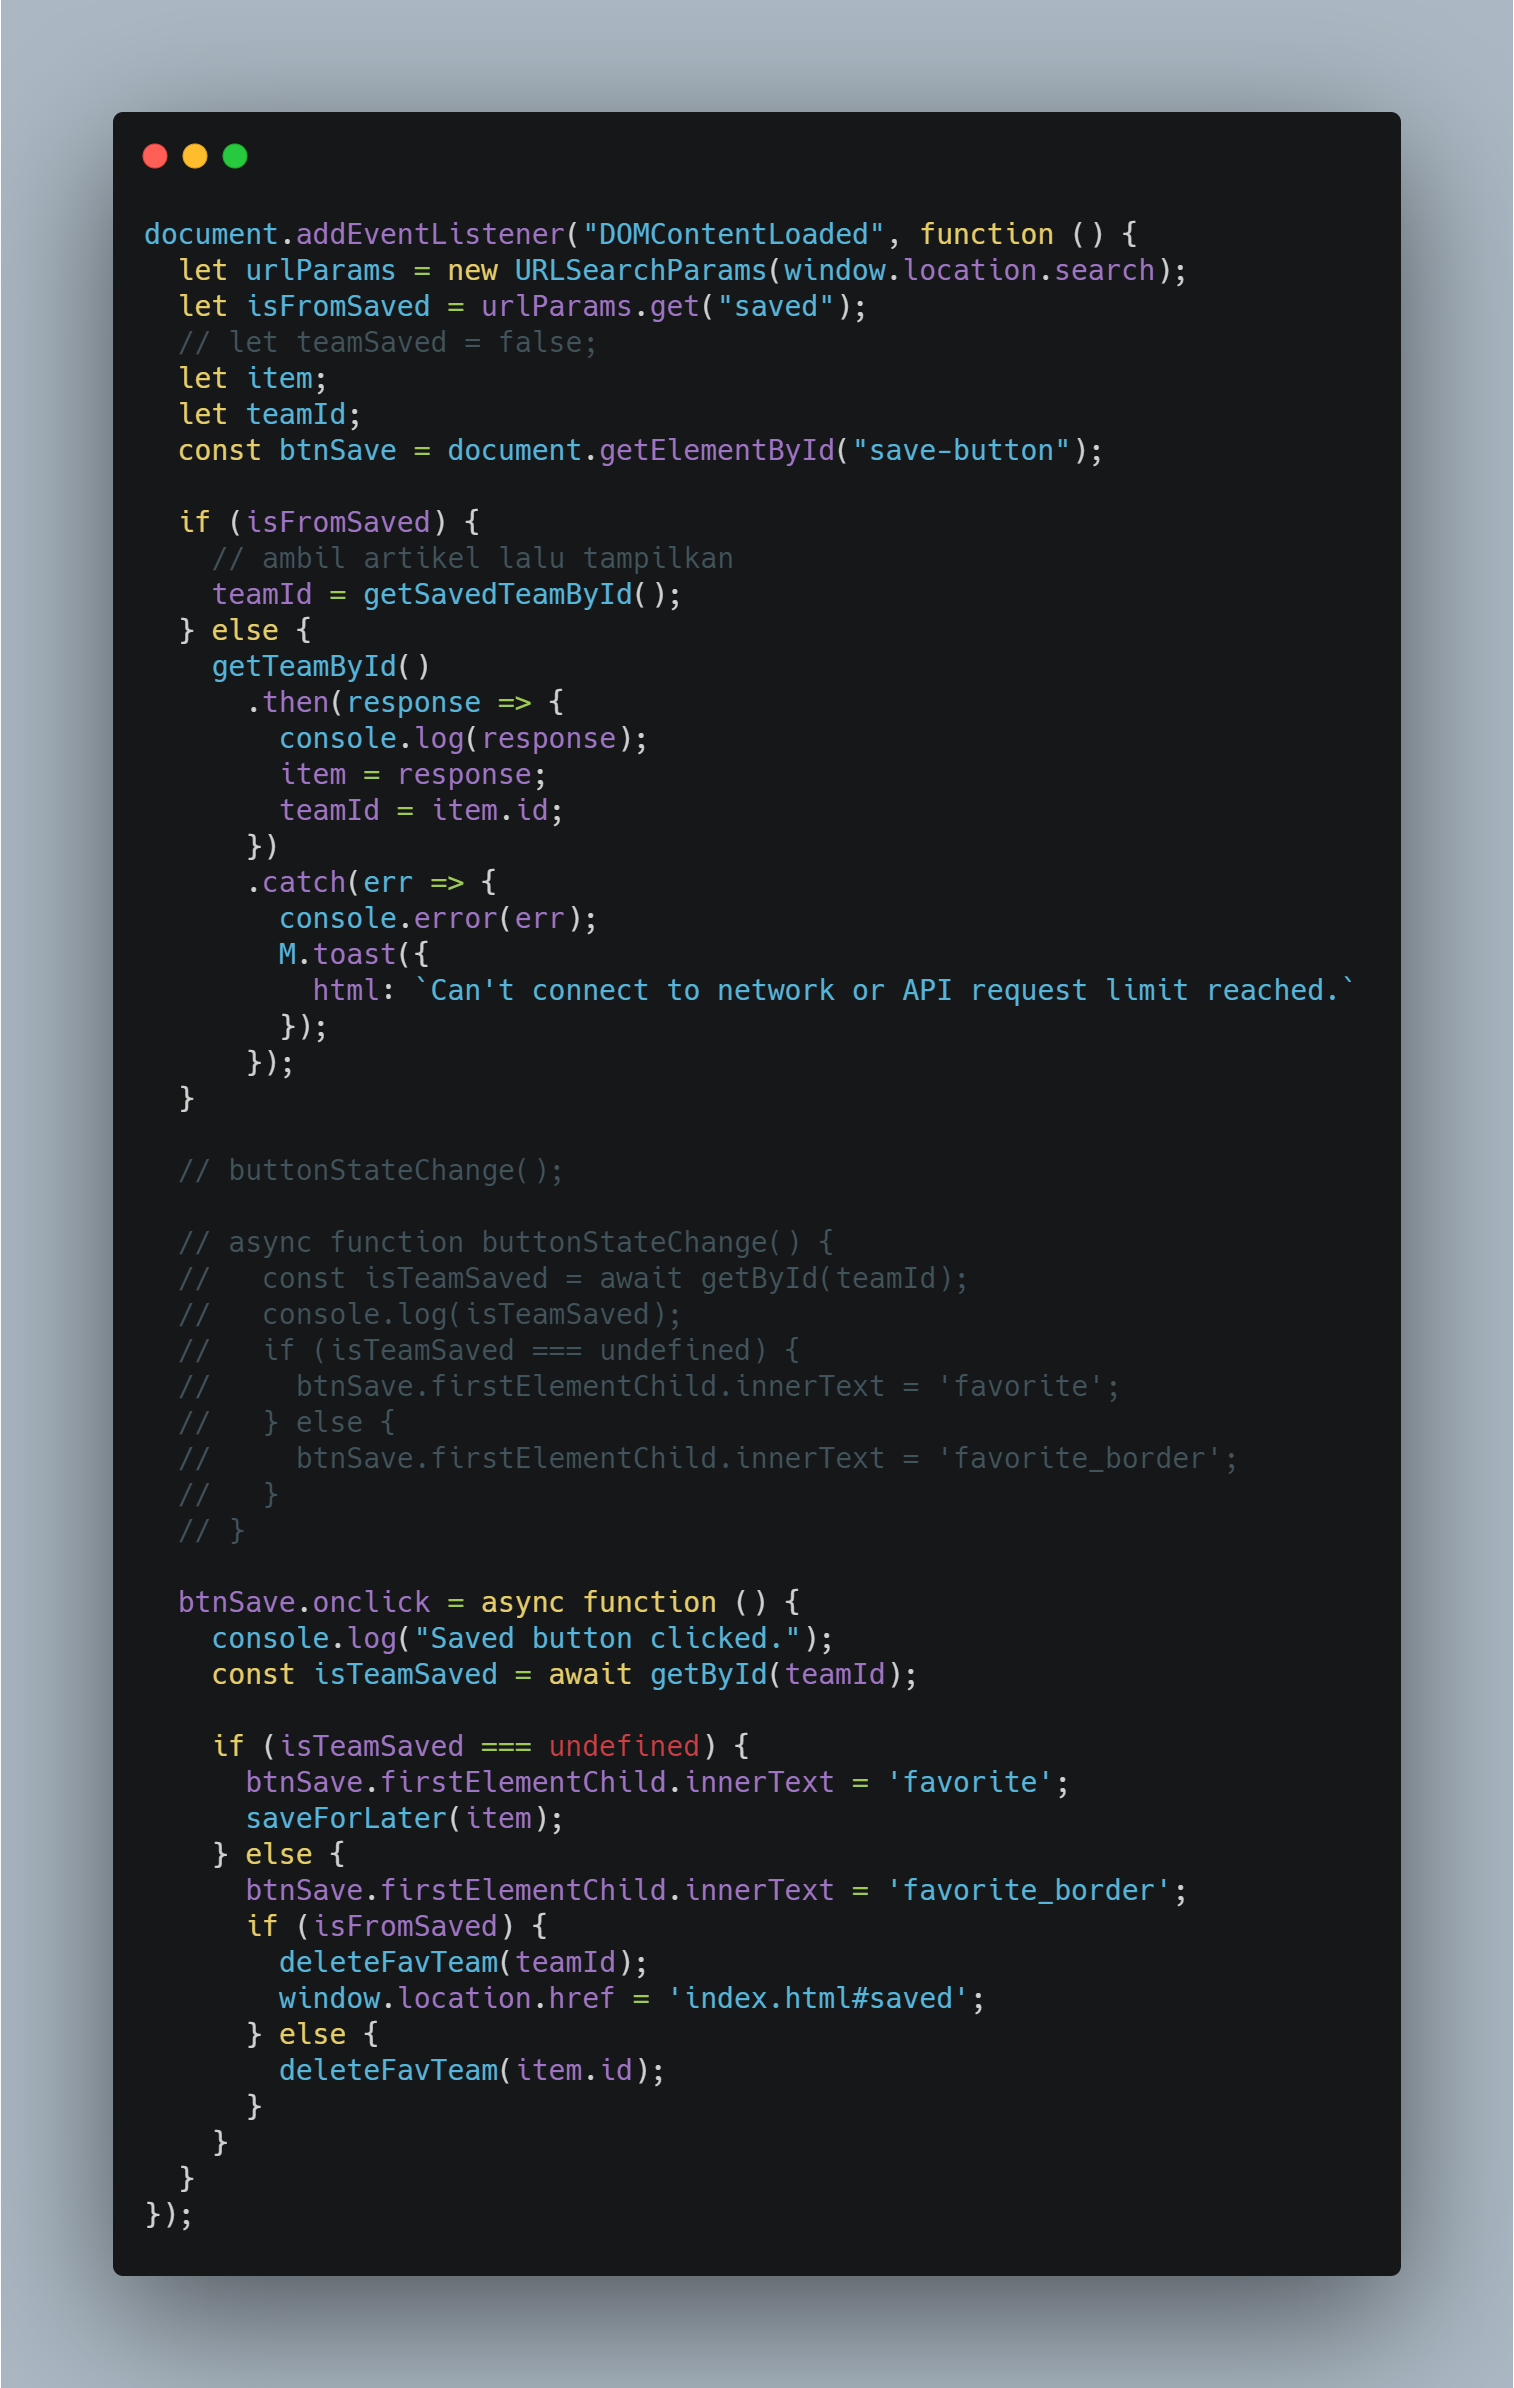 document.addEventListener("DOMContentLoaded", function () {
  let urlParams = new URLSearchParams(window.location.search);
  let isFromSaved = urlParams.get("saved");
  // let teamSaved = false;
  let item;
  let teamId;
  const btnSave = document.getElementById("save-button");

  if (isFromSaved) {
    // ambil artikel lalu tampilkan
    teamId = getSavedTeamById();
  } else {
    getTeamById()
      .then(response => {
        console.log(response);
        item = response;
        teamId = item.id;
      })
      .catch(err => {
        console.error(err);
        M.toast({
          html: `Can't connect to network or API request limit reached.`
        });
      });
  }

  // buttonStateChange();

  // async function buttonStateChange() {
  //   const isTeamSaved = await getById(teamId);
  //   console.log(isTeamSaved);
  //   if (isTeamSaved === undefined) {
  //     btnSave.firstElementChild.innerText = 'favorite';
  //   } else {
  //     btnSave.firstElementChild.innerText = 'favorite_border';
  //   }
  // }

  btnSave.onclick = async function () {
    console.log("Saved button clicked.");
    const isTeamSaved = await getById(teamId);

    if (isTeamSaved === undefined) {
      btnSave.firstElementChild.innerText = 'favorite';
      saveForLater(item);
    } else {
      btnSave.firstElementChild.innerText = 'favorite_border';
      if (isFromSaved) {
        deleteFavTeam(teamId);
        window.location.href = 'index.html#saved';
      } else {
        deleteFavTeam(item.id);
      }
    }
  }
});